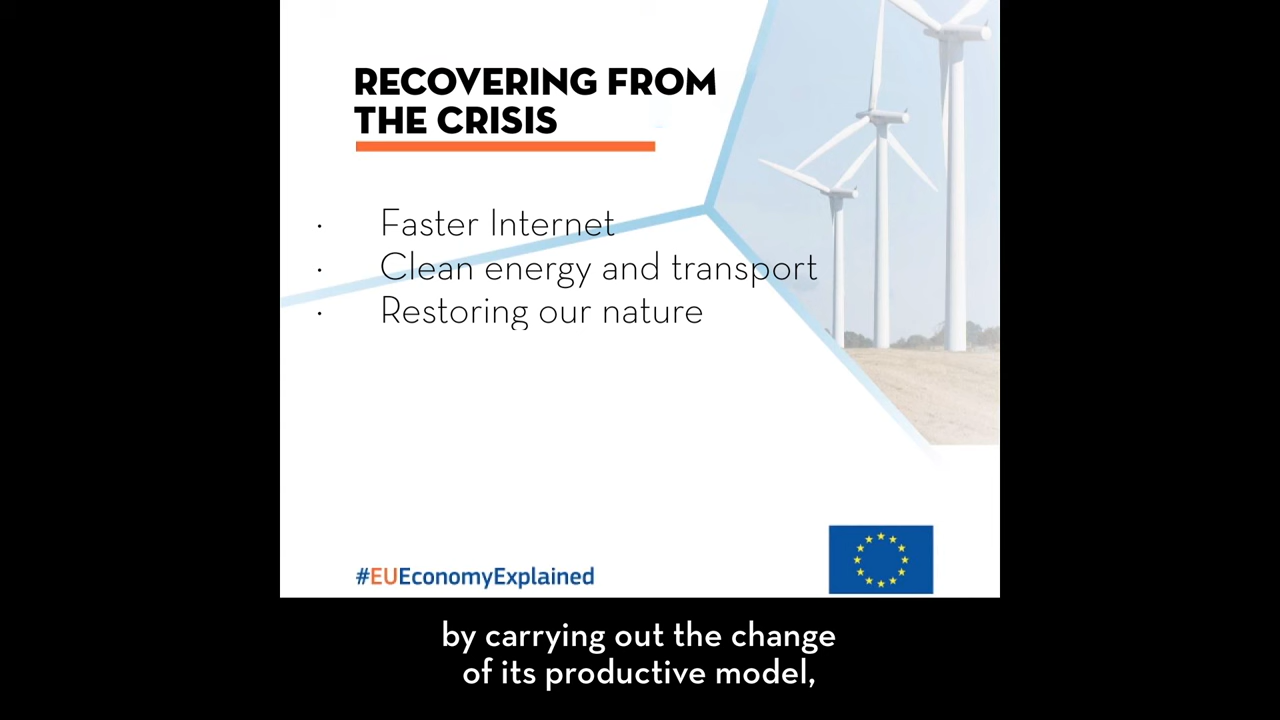 RECOVERING FROM
THE CRISIS
· Faster Internet
· Clean energy and transport
· Restoring our nature
#EUEconomyExplained
by carrying out the change
of its productive model,